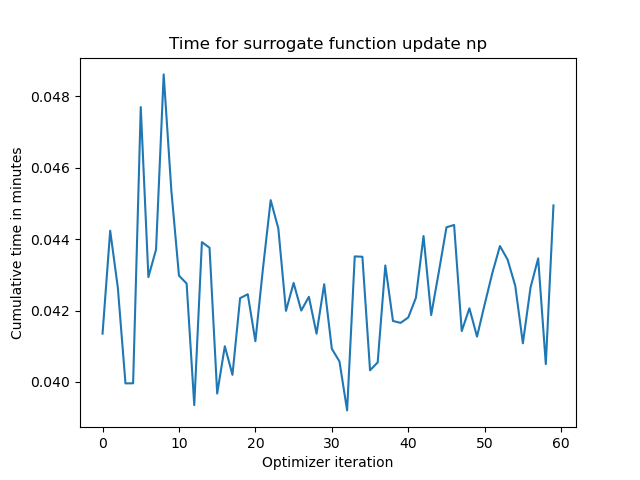 Time for surrogate function update np
Cumulative time in minutes
0.048
0.046
0.044
0.042
0.040
0 10 20 30 40 50 60
Optimizer iteration